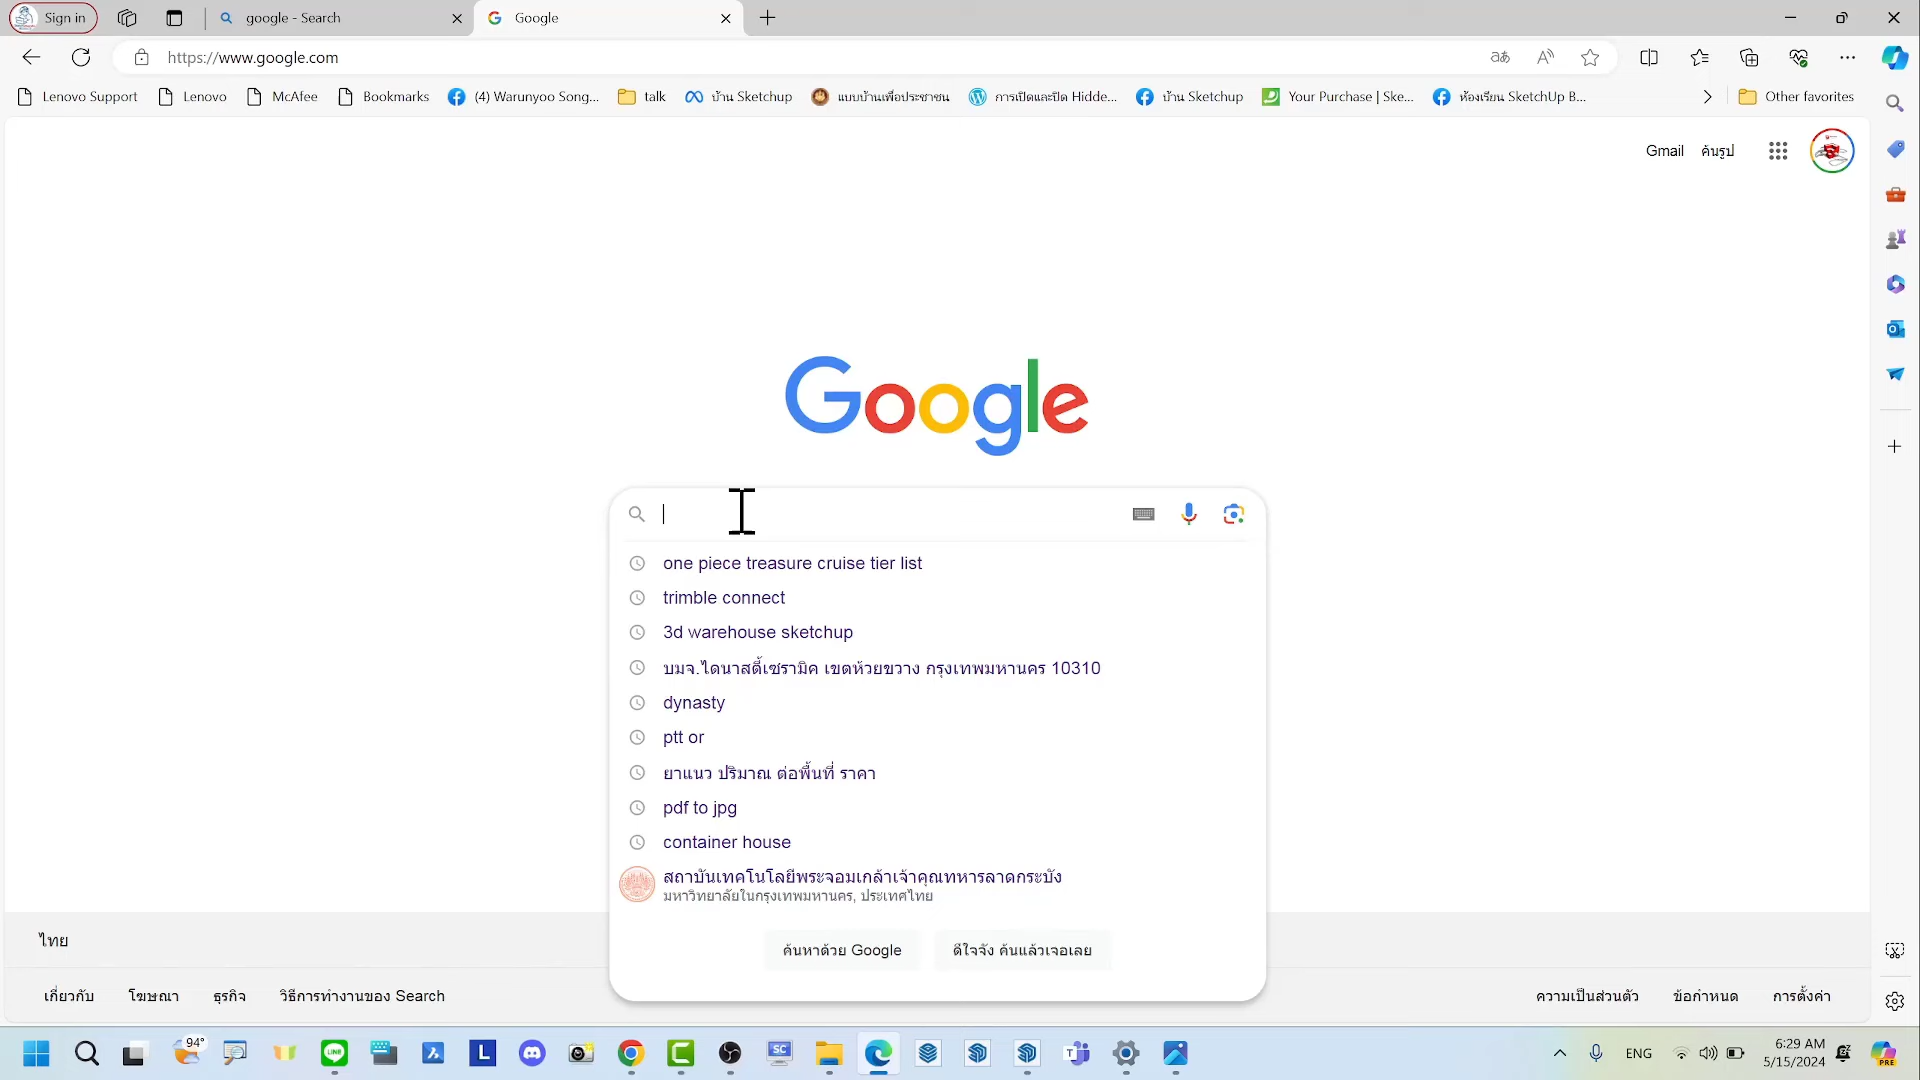 Sign in
google - Search
Google
https://www.google.com
Lenovo Support
Lenovo
McAfee
Bookmarks
(4) Warunyoo Song...
talk
บ้าน Sketchup
แบบบ้านเพื่อประชาชน
การเปิดและปิด Hidde...
บ้าน Sketchup
Your Purchase | Ske...
ห้องเรียน SketchUp B...
Other favorites
Gmail
ค้นรูป
Google
one piece treasure cruise tier list
trimble connect
3d warehouse sketchup
บมจ.ไดนาสตี้เซรามิค เขตห้วยขวาง กรุงเทพมหานคร 10310
dynasty
ptt or
ยาแนว ปริมาณ ต่อพื้นที่ ราคา
pdf to jpg
container house
สถาบันเทคโนโลยีพระจอมเกล้าเจ้าคุณทหารลาดกระบัง
มหาวิทยาลัยในกรุงเทพมหานคร, ประเทศไทย
ค้นหาด้วย Google
ดีใจจัง ค้นแล้วเจอเลย
ไทย
เกี่ยวกับ
โฆษณา
ธุรกิจ
วิธีการทำงานของ Search
ความเป็นส่วนตัว
ข้อกำหนด
การตั้งค่า
94°
LINE
L
SC
ENG
6:29 AM
5/15/2024
PRE